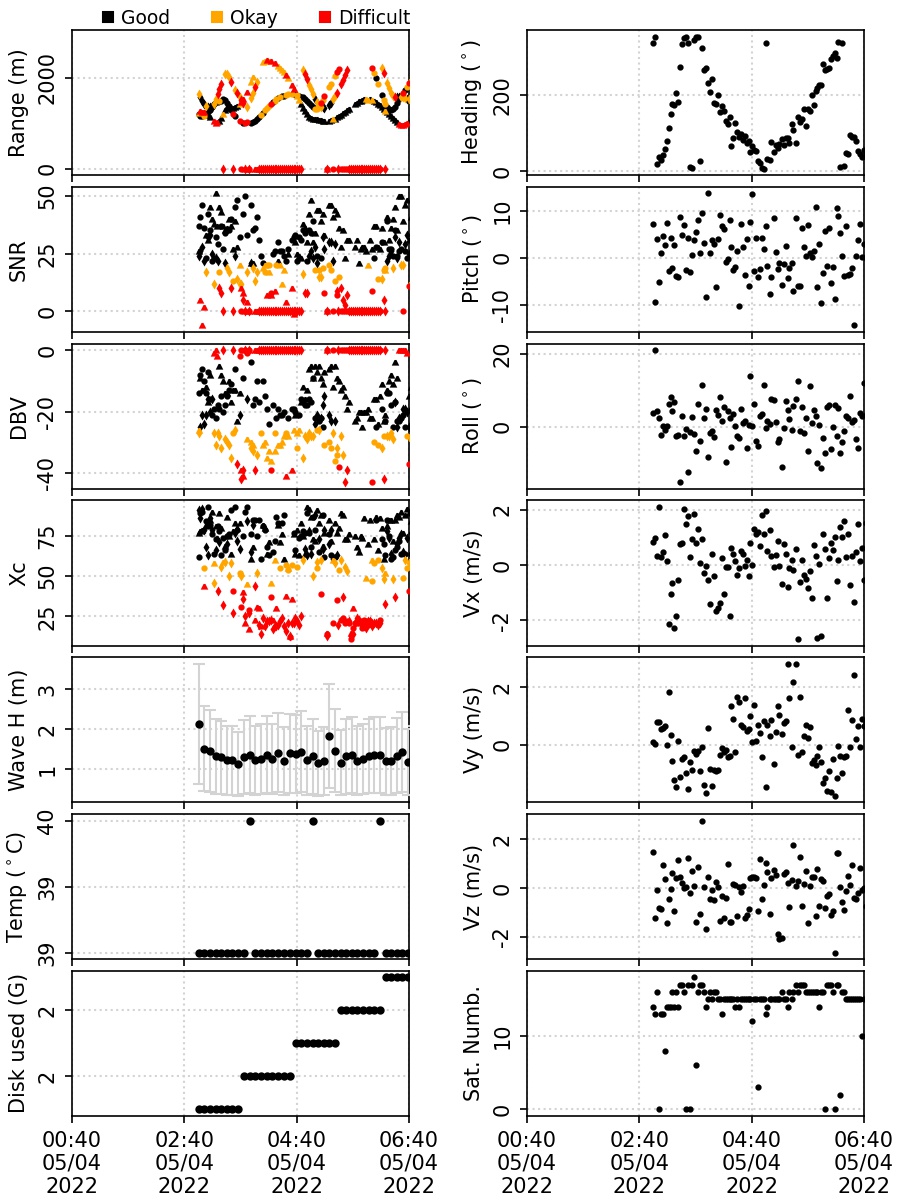 Good Okay Difficult
Range (m)
2000
0
Heading (°)
200
0
SNR
50
25
0
Pitch (°)
10
0
-10
DBV
0
-20
-40
Roll (°)
20
0
Xc
75
50
25
Vx (m/s)
2
0
-2
Wave H (m)
3
2
1
Vy (m/s)
2
0
Temp (°C)
40
39
39
Vz (m/s)
2
0
-2
Disk used (G)
2
2
Sat. Numb.
10
0
00:40 02:40 04:40 06:40 00:40 02:40 04:40 06:40
05/04 05/04 05/04 05/04 05/04 05/04 05/04 05/04
2022 2022 2022 2022 2022 2022 2022 2022